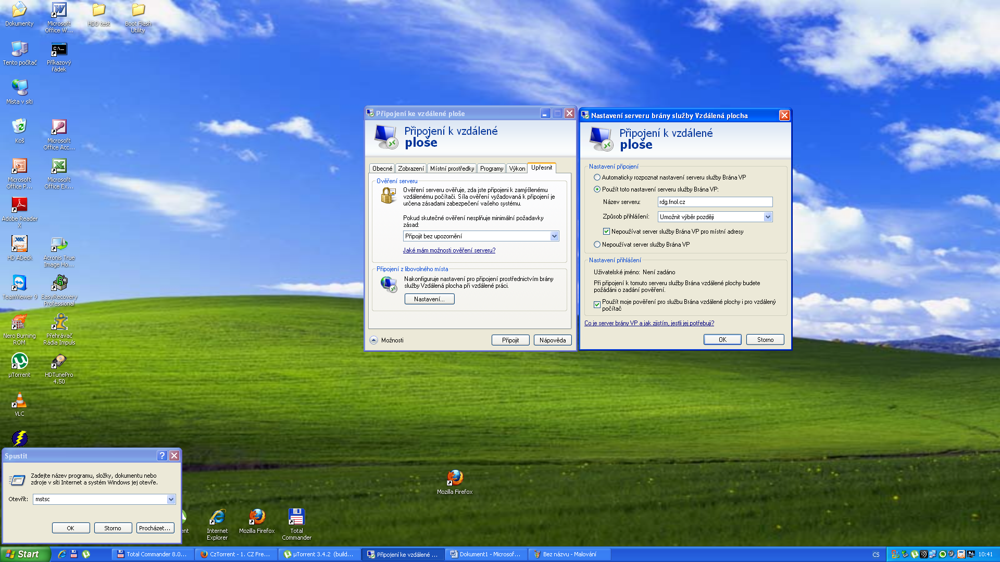 Dokumenty
Microsoft
Office W...
HDD test
Boot Flash
Utility
Tento počítač
Příkazový
řádek
Místa v síti
Koš
Microsoft
Office Acc...
Microsoft
Office P...
Microsoft
Office Ex...
Adobe Reader
X
HD ADeck
Acronis True
Image Ho...
TeamViewer 9
EasyRecovery
Professional
Nero Burning
ROM
Přehrávač
Rádia Impuls
µTorrent
HDTunePro
4.50
VLC
Připojení ke vzdálené ploše
Připojení k vzdálené
ploše
Obecné
Zobrazení
Místní prostředky
Programy
Výkon
Upřesnit
Ověření serveru
Ověření serveru ověřuje, zda jste připojeni k zamýšlenému
vzdálenému počítači. Síla ověření vyžadovaná k připojení je
určena zásadami zabezpečení vašeho systému.
Pokud skutečné ověření nesplňuje minimální požadavky
zásad:
Připojit bez upozornění
Jaké mám možnosti ověření serveru?
Připojení z libovolného místa
Nakonfiguruje nastavení pro připojení prostřednictvím brány
služby Vzdálená plocha při vzdálené práci.
Nastavení...
Možnosti
Připojit
Nápověda
Nastavení serveru brány služby Vzdálená plocha
Připojení k vzdálené
ploše
Nastavení připojení
Automaticky rozpoznat nastavení serveru služby Brána VP
Použít toto nastavení serveru služby Brána VP:
Název serveru:
rdg.fnol.cz
Způsob přihlášení:
Umožnit výběr později
Nepoužívat server služby Brána VP pro místní adresy
Nepoužívat server služby Brána VP
Nastavení přihlášení
Uživatelské jméno: Není zadáno
Při připojení k tomuto serveru služby Brána vzdálené plochy budete
požádáni o zadání pověření.
Použít moje pověření pro službu Brána vzdálené plochy i pro vzdálený
počítač
Co je server brány VP a jak zjistím, jestli jej potřebuji?
OK
Storno
Spustit
Zadejte název programu, složky, dokumentu nebo
zdroje v síti Internet a systém Windows jej otevře.
Otevřít:
mstsc
OK
Storno
Procházet...
Mozilla Firefox
ent
Internet
Explorer
Mozilla Firefox
Total
Commander
Start
Total Commander 8.0...
CzTorrent - 1. CZ Fre...
µTorrent 3.4.2 (build...
Připojení ke vzdálené ...
Dokument1 - Microsof...
Bez názvu - Malování
CS
10:41